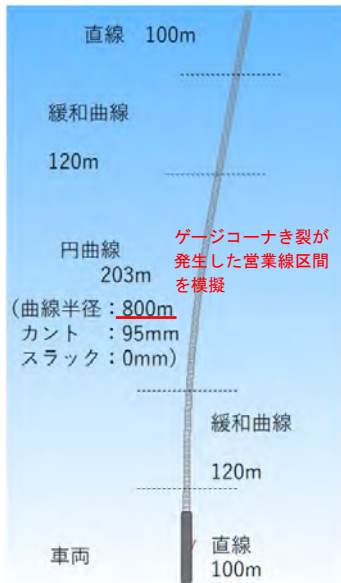 直線 100m
緩和曲線
120m
円曲線
203m
(曲線半径：800m
カント ：95mm
スラック：0mm)
ゲージコーナき裂が
発生した営業線区間
を模擬
緩和曲線
120m
車両
直線
100m